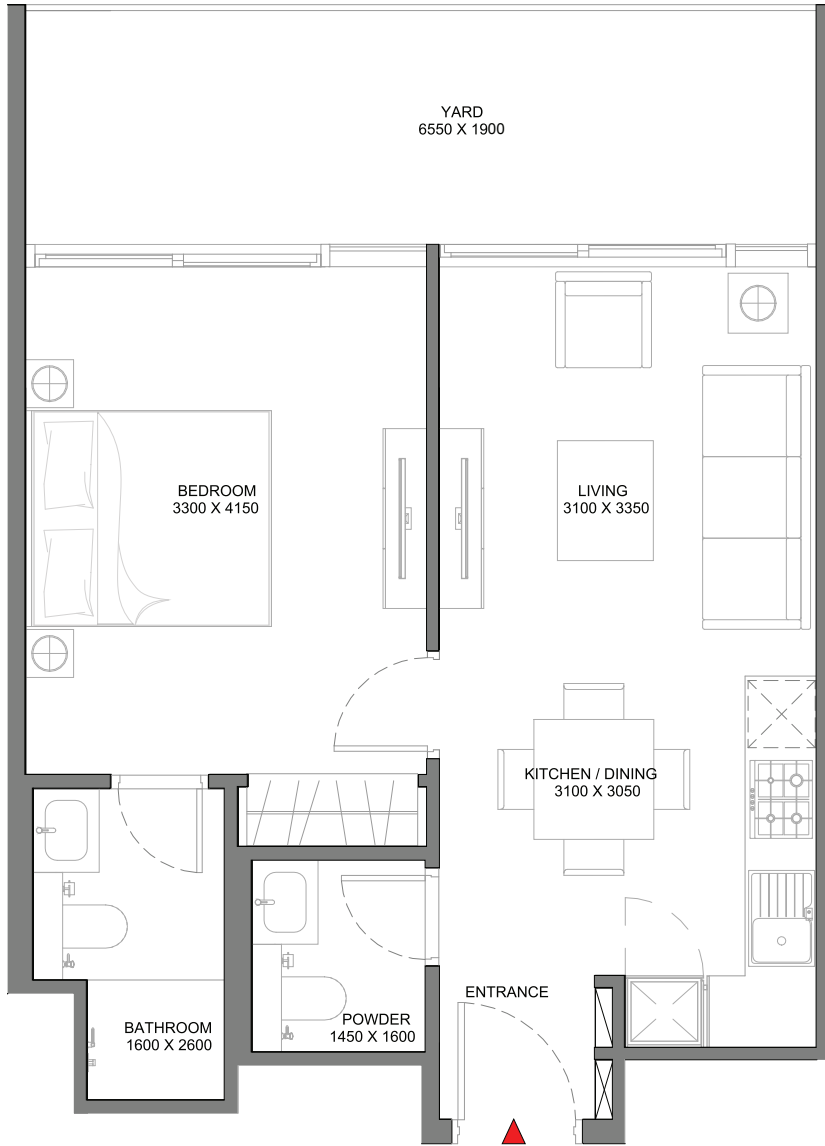 YARD
6550 X 1900
BEDROOM
3300 X 4150
LIVING
3100 X 3350
KITCHEN / DINING
3100 X 3050
ENTRANCE
BATHROOM
1600 X 2600
POWDER
1450 X 1600